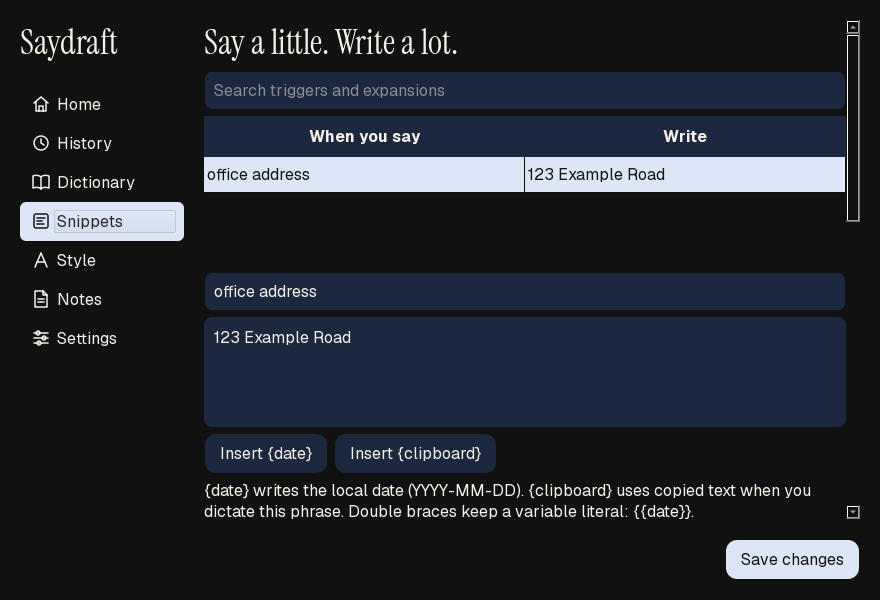 Saydraft
Home
History
Dictionary
Snippets
Style
Notes
Settings
Say a little. Write a lot.
Search triggers and expansions
When you say Write
office address 123 Example Road
office address
123 Example Road
Insert {date} Insert {clipboard}
{date} writes the local date (YYYY-MM-DD). {clipboard} uses copied text when you
dictate this phrase. Double braces keep a variable literal: {{date}}.
Save changes